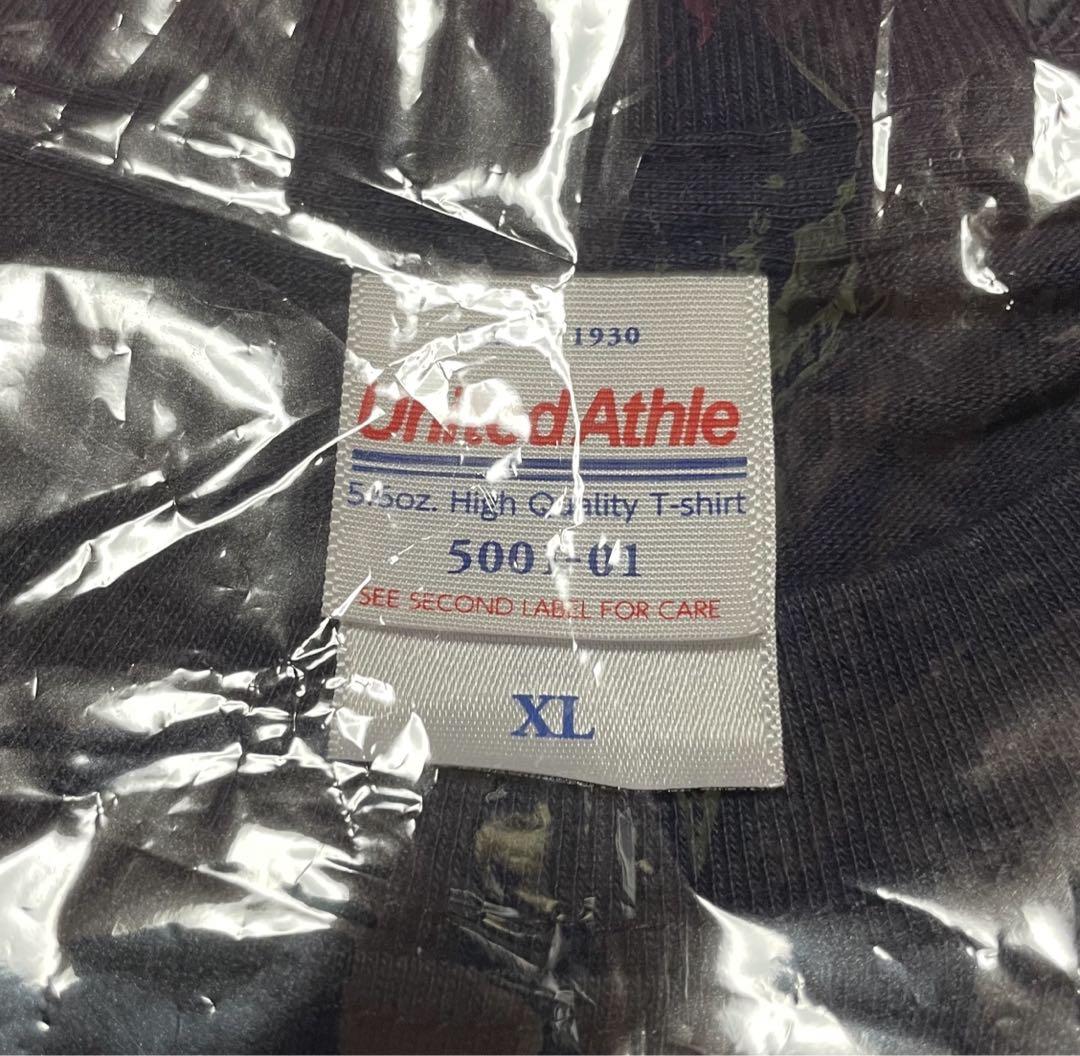 1930
United Athle
5.6oz. High Quality T-shirt
5001-01
SEE SECOND LABEL FOR CARE
XL